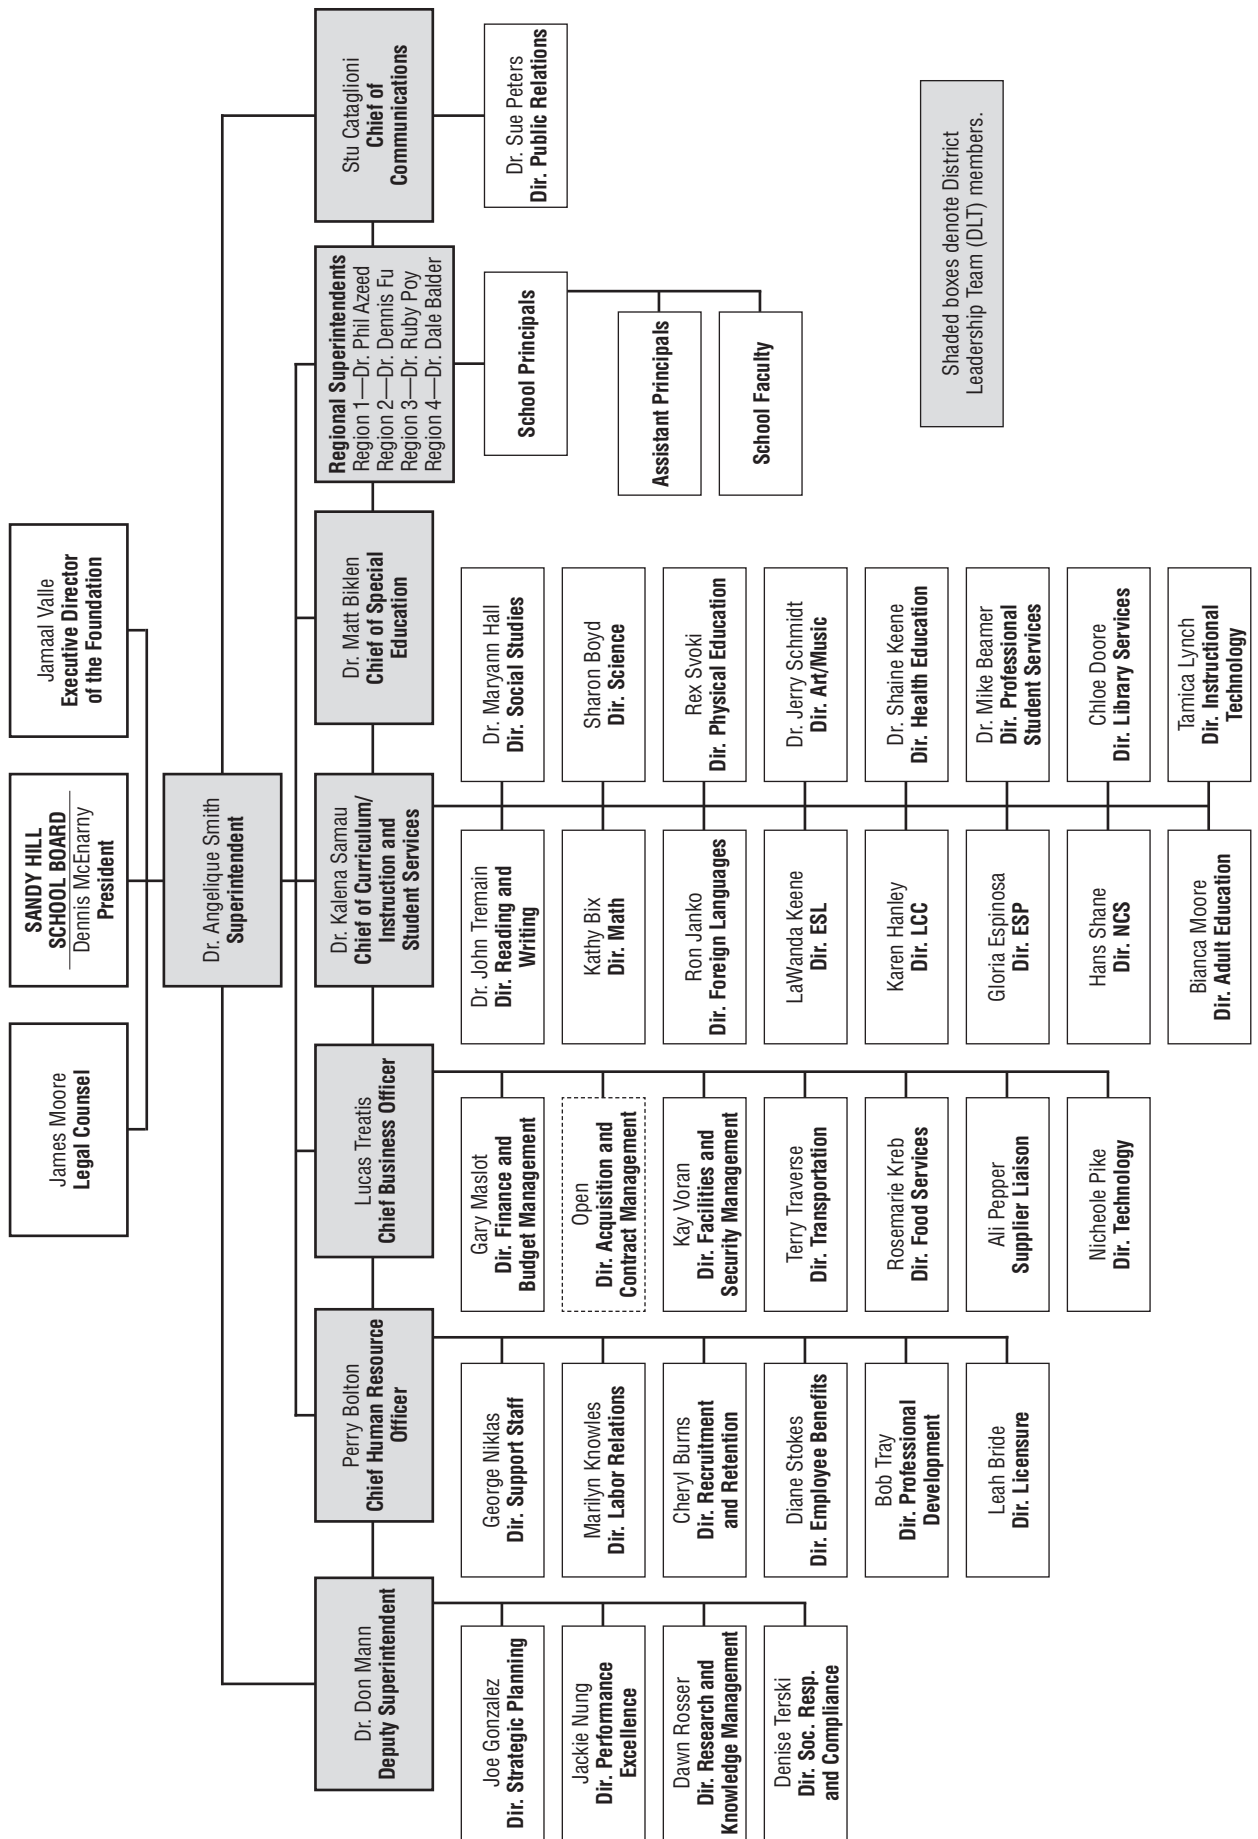 James Moore
Legal Counsel
SANDY HILL
SCHOOL BOARD
Dennis McEnarny
President
Jamaal Valle
Executive Director
of the Foundation
Dr. Angelique Smith
Superintendent
Dr. Don Mann
Deputy Superintendent
Perry Bolton
Chief Human Resource
Officer
Lucas Treatis
Chief Business Officer
Dr. Kalena Samau
Chief of Curriculum/
Instruction and
Student Services
Dr. Matt Biklen
Chief of Special
Education
Regional Superintendents
Region 1—Dr. Phil Azeed
Region 2—Dr. Dennis Fu
Region 3—Dr. Ruby Poy
Region 4—Dr. Dale Balder
Stu Cataglioni
Chief of
Communications
Joe Gonzalez
Dir. Strategic Planning
Jackie Nung
Dir. Performance
Excellence
Dawn Rosser
Dir. Research and
Knowledge Management
Denise Terski
Dir. Soc. Resp.
and Compliance
George Niklas
Dir. Support Staff
Marilyn Knowles
Dir. Labor Relations
Cheryl Burns
Dir. Recruitment
and Retention
Diane Stokes
Dir. Employee Benefits
Bob Tray
Dir. Professional
Development
Leah Bride
Dir. Licensure
Gary Maslot
Dir. Finance and
Budget Management
Open
Dir. Acquisition and
Contract Management
Kay Voran
Dir. Facilities and
Security Management
Terry Traverse
Dir. Transportation
Rosemarie Kreb
Dir. Food Services
Ali Pepper
Supplier Liaison
Nicheole Pike
Dir. Technology
Dr. John Tremain
Dir. Reading and
Writing
Kathy Bix
Dir. Math
Ron Janko
Dir. Foreign Languages
LaWanda Keene
Dir. ESL
Karen Hanley
Dir. LCC
Gloria Espinosa
Dir. ESP
Hans Shane
Dir. NCS
Bianca Moore
Dir. Adult Education
Dr. Maryann Hall
Dir. Social Studies
Sharon Boyd
Dir. Science
Rex Svoki
Dir. Physical Education
Dr. Jerry Schmidt
Dir. Art/Music
Dr. Shaine Keene
Dir. Health Education
Dr. Mike Beamer
Dir. Professional
Student Services
Chloe Doore
Dir. Library Services
Tamica Lynch
Dir. Instructional
Technology
School Principals
Assistant Principals
School Faculty
Dr. Sue Peters
Dir. Public Relations
Shaded boxes denote District
Leadership Team (DLT) members.